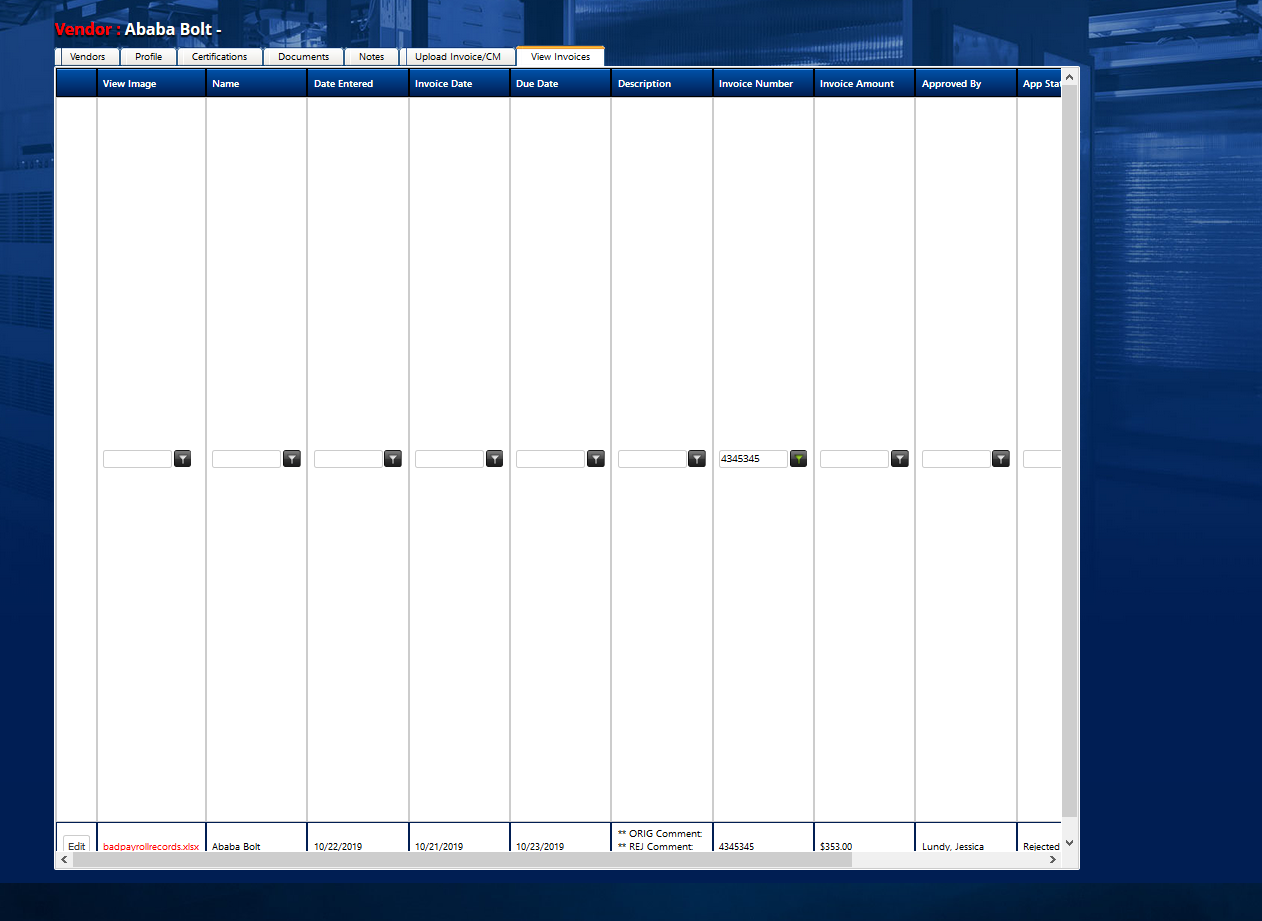 Vendor : Ababa Bolt -
Vendors Profile Certifications Documents Notes Upload Invoice/CM View Invoices
View Image Name Date Entered Invoice Date Due Date Description Invoice Number Invoice Amount Approved By App Stat
4345345
** ORIG Comment:
Edit badpayrollrecords.xlsx Ababa Bolt 10/22/2019 10/21/2019 10/23/2019 ** REJ Comment: 4345345 $353.00 Lundy, Jessica Rejected